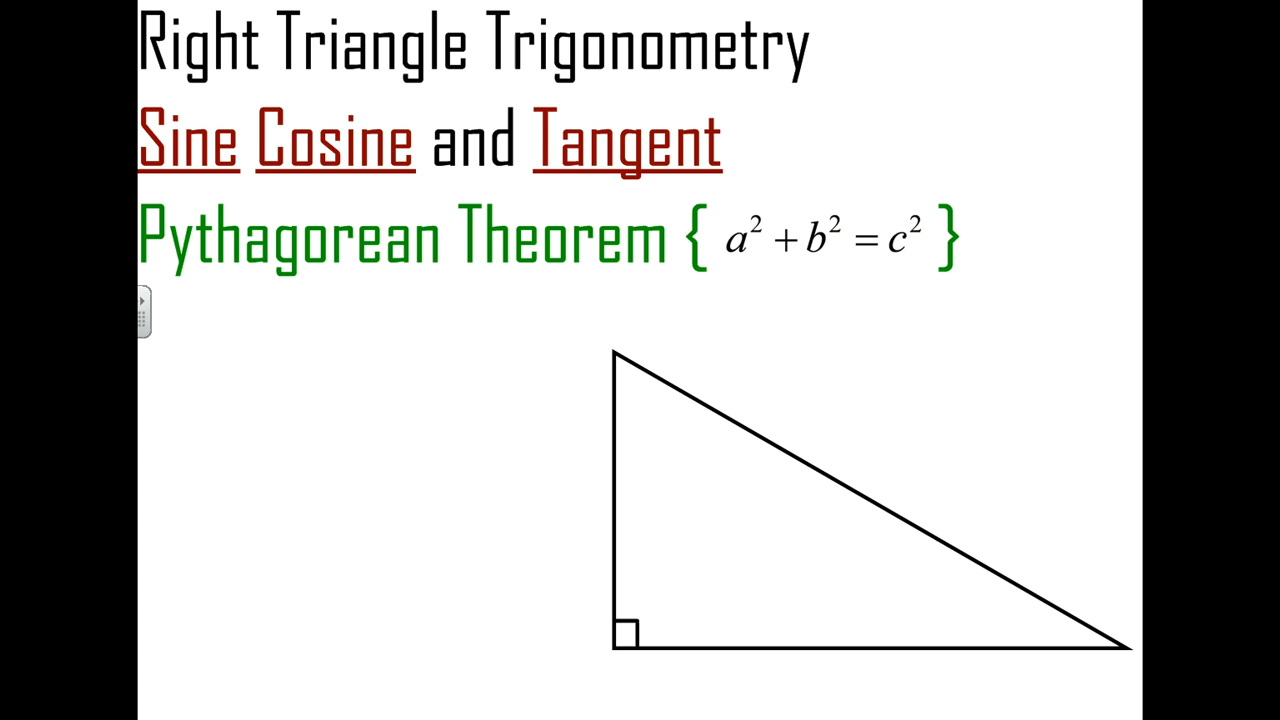 Right Triangle Trigonometry
Sine Cosine and Tangent
Pythagorean Theorem { a² + b² = c² }